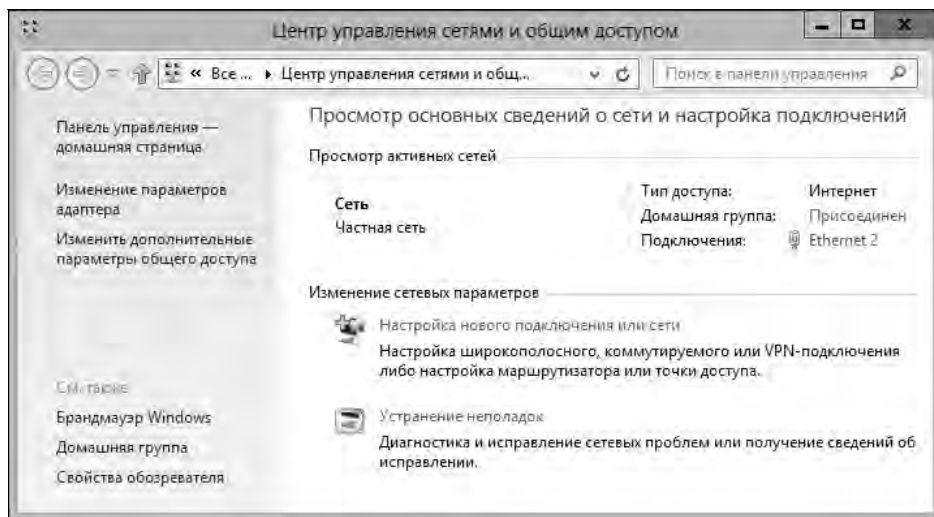 Центр управления сетями и общим доступом
« Все ... ▸ Центр управления сетями и общ...
Поиск в панели управления
Панель управления —
домашняя страница
Изменение параметров
адаптера
Изменить дополнительные
параметры общего доступа
См. также
Брандмауэр Windows
Домашняя группа
Свойства обозревателя
Просмотр основных сведений о сети и настройка подключений
Просмотр активных сетей
Сеть
Частная сеть
Тип доступа: Интернет
Домашняя группа: Присоединен
Подключения: Ethernet 2
Изменение сетевых параметров
Настройка нового подключения или сети
Настройка широкополосного, коммутируемого или VPN-подключения
либо настройка маршрутизатора или точки доступа.
Устранение неполадок
Диагностика и исправление сетевых проблем или получение сведений об
исправлении.